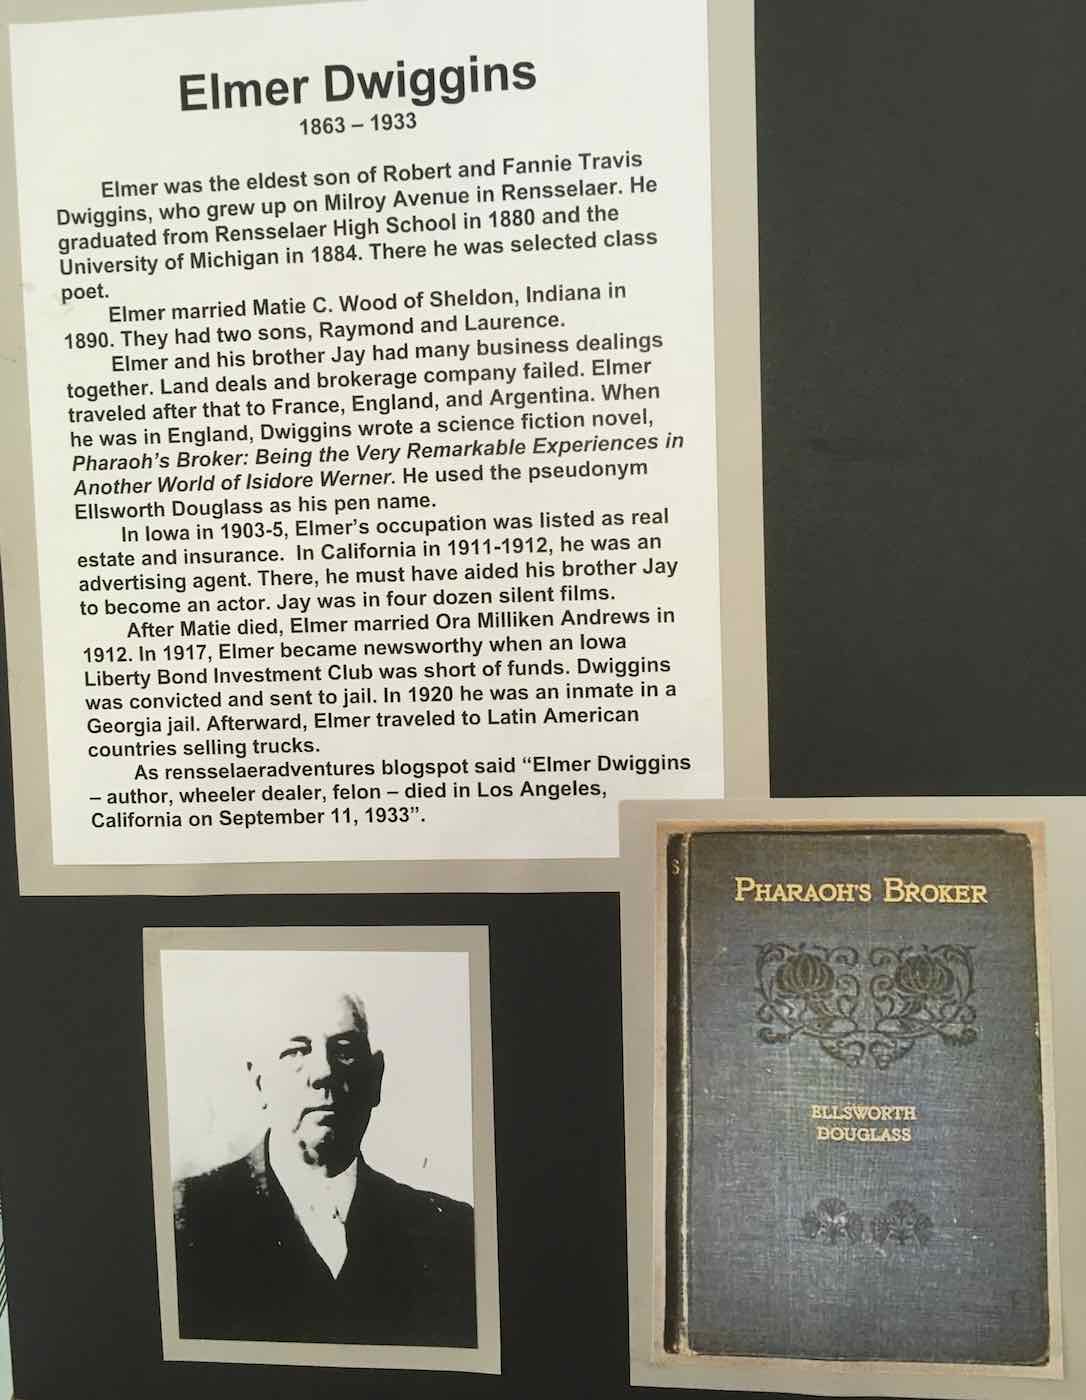 Elmer Dwiggins
1863 – 1933
Elmer was the eldest son of Robert and Fannie Travis
Dwiggins, who grew up on Milroy Avenue in Rensselaer. He
graduated from Rensselaer High School in 1880 and the
University of Michigan in 1884. There he was selected class
poet.
Elmer married Matie C. Wood of Sheldon, Indiana in
1890. They had two sons, Raymond and Laurence.
Elmer and his brother Jay had many business dealings
together. Land deals and brokerage company failed. Elmer
traveled after that to France, England, and Argentina. When
he was in England, Dwiggins wrote a science fiction novel,
Pharaoh's Broker: Being the Very Remarkable Experiences in
Another World of Isidore Werner. He used the pseudonym
Ellsworth Douglass as his pen name.
In Iowa in 1903-5, Elmer's occupation was listed as real
estate and insurance. In California in 1911-1912, he was an
advertising agent. There, he must have aided his brother Jay
to become an actor. Jay was in four dozen silent films.
After Matie died, Elmer married Ora Milliken Andrews in
1912. In 1917, Elmer became newsworthy when an Iowa
Liberty Bond Investment Club was short of funds. Dwiggins
was convicted and sent to jail. In 1920 he was an inmate in a
Georgia jail. Afterward, Elmer traveled to Latin American
countries selling trucks.
As rensselaeradventures blogspot said “Elmer Dwiggins
– author, wheeler dealer, felon – died in Los Angeles,
California on September 11, 1933”.
PHARAOH'S BROKER
ELLSWORTH
DOUGLASS